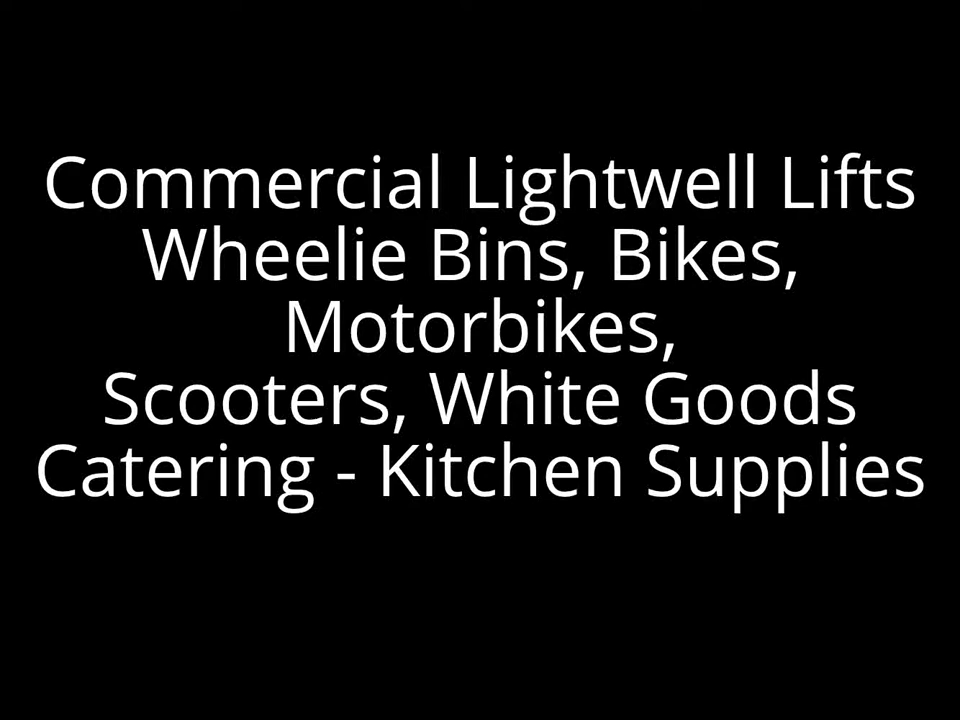 Commercial Lightwell Lifts
Wheelie Bins, Bikes,
Motorbikes,
Scooters, White Goods
Catering - Kitchen Supplies